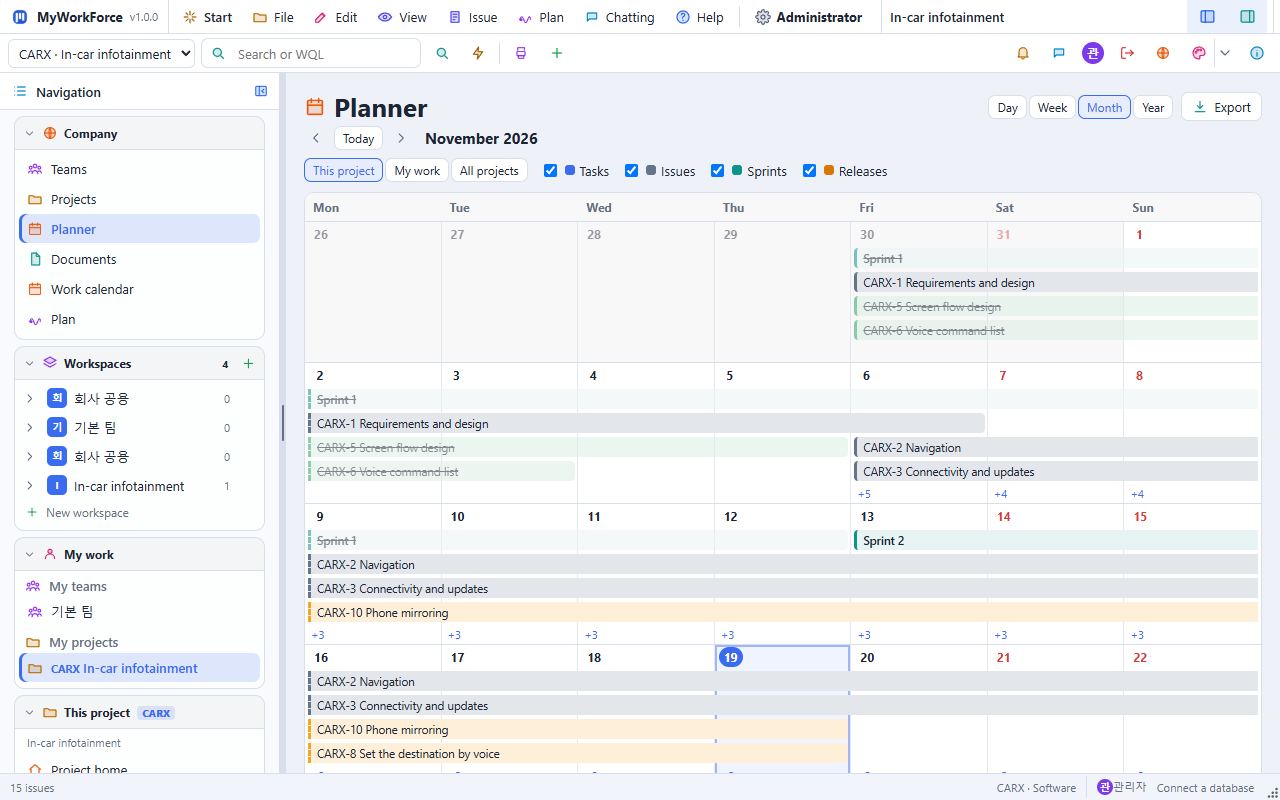 MyWorkForce v1.0.0 Start File Edit View Issue Plan Chatting Help Administrator In-car infotainment
CARX · In-car infotainment Search or WQL 관
Navigation
Company
Teams
Projects
Planner
Documents
Work calendar
Plan
Workspaces 4
회 회사 공용 0
기 기본 팀 0
회 회사 공용 0
I In-car infotainment 1
New workspace
My work
My teams
기본 팀
My projects
CARX In-car infotainment
This project CARX
In-car infotainment
Project home
Planner Day Week Month Year Export
Today November 2026
This project My work All projects Tasks Issues Sprints Releases
Mon Tue Wed Thu Fri Sat Sun
26 27 28 29 30 31 1
Sprint 1
CARX-1 Requirements and design
CARX-5 Screen flow design
CARX-6 Voice command list
2 3 4 5 6 7 8
Sprint 1
CARX-1 Requirements and design
CARX-5 Screen flow design CARX-2 Navigation
CARX-6 Voice command list CARX-3 Connectivity and updates
+5 +4 +4
9 10 11 12 13 14 15
Sprint 1 Sprint 2
CARX-2 Navigation
CARX-3 Connectivity and updates
CARX-10 Phone mirroring
+3 +3 +3 +3 +3 +3 +3
16 17 18 19 20 21 22
CARX-2 Navigation
CARX-3 Connectivity and updates
CARX-10 Phone mirroring
CARX-8 Set the destination by voice
15 issues CARX · Software 관 관리자 Connect a database